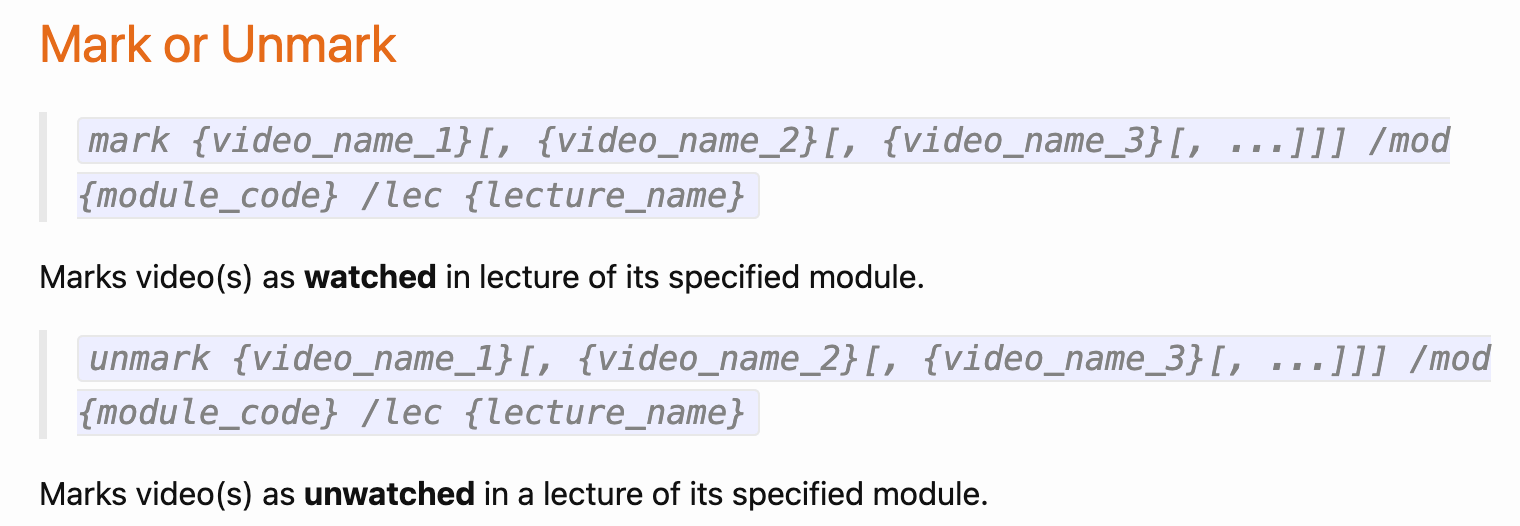 Mark or Unmark
mark {video_name_1}[, {video_name_2}[, {video_name_3}[, ...]]] /mod
{module_code} /lec {lecture_name}
Marks video(s) as watched in lecture of its specified module.
unmark {video_name_1}[, {video_name_2}[, {video_name_3}[, ...]]] /mod
{module_code} /lec {lecture_name}
Marks video(s) as unwatched in a lecture of its specified module.